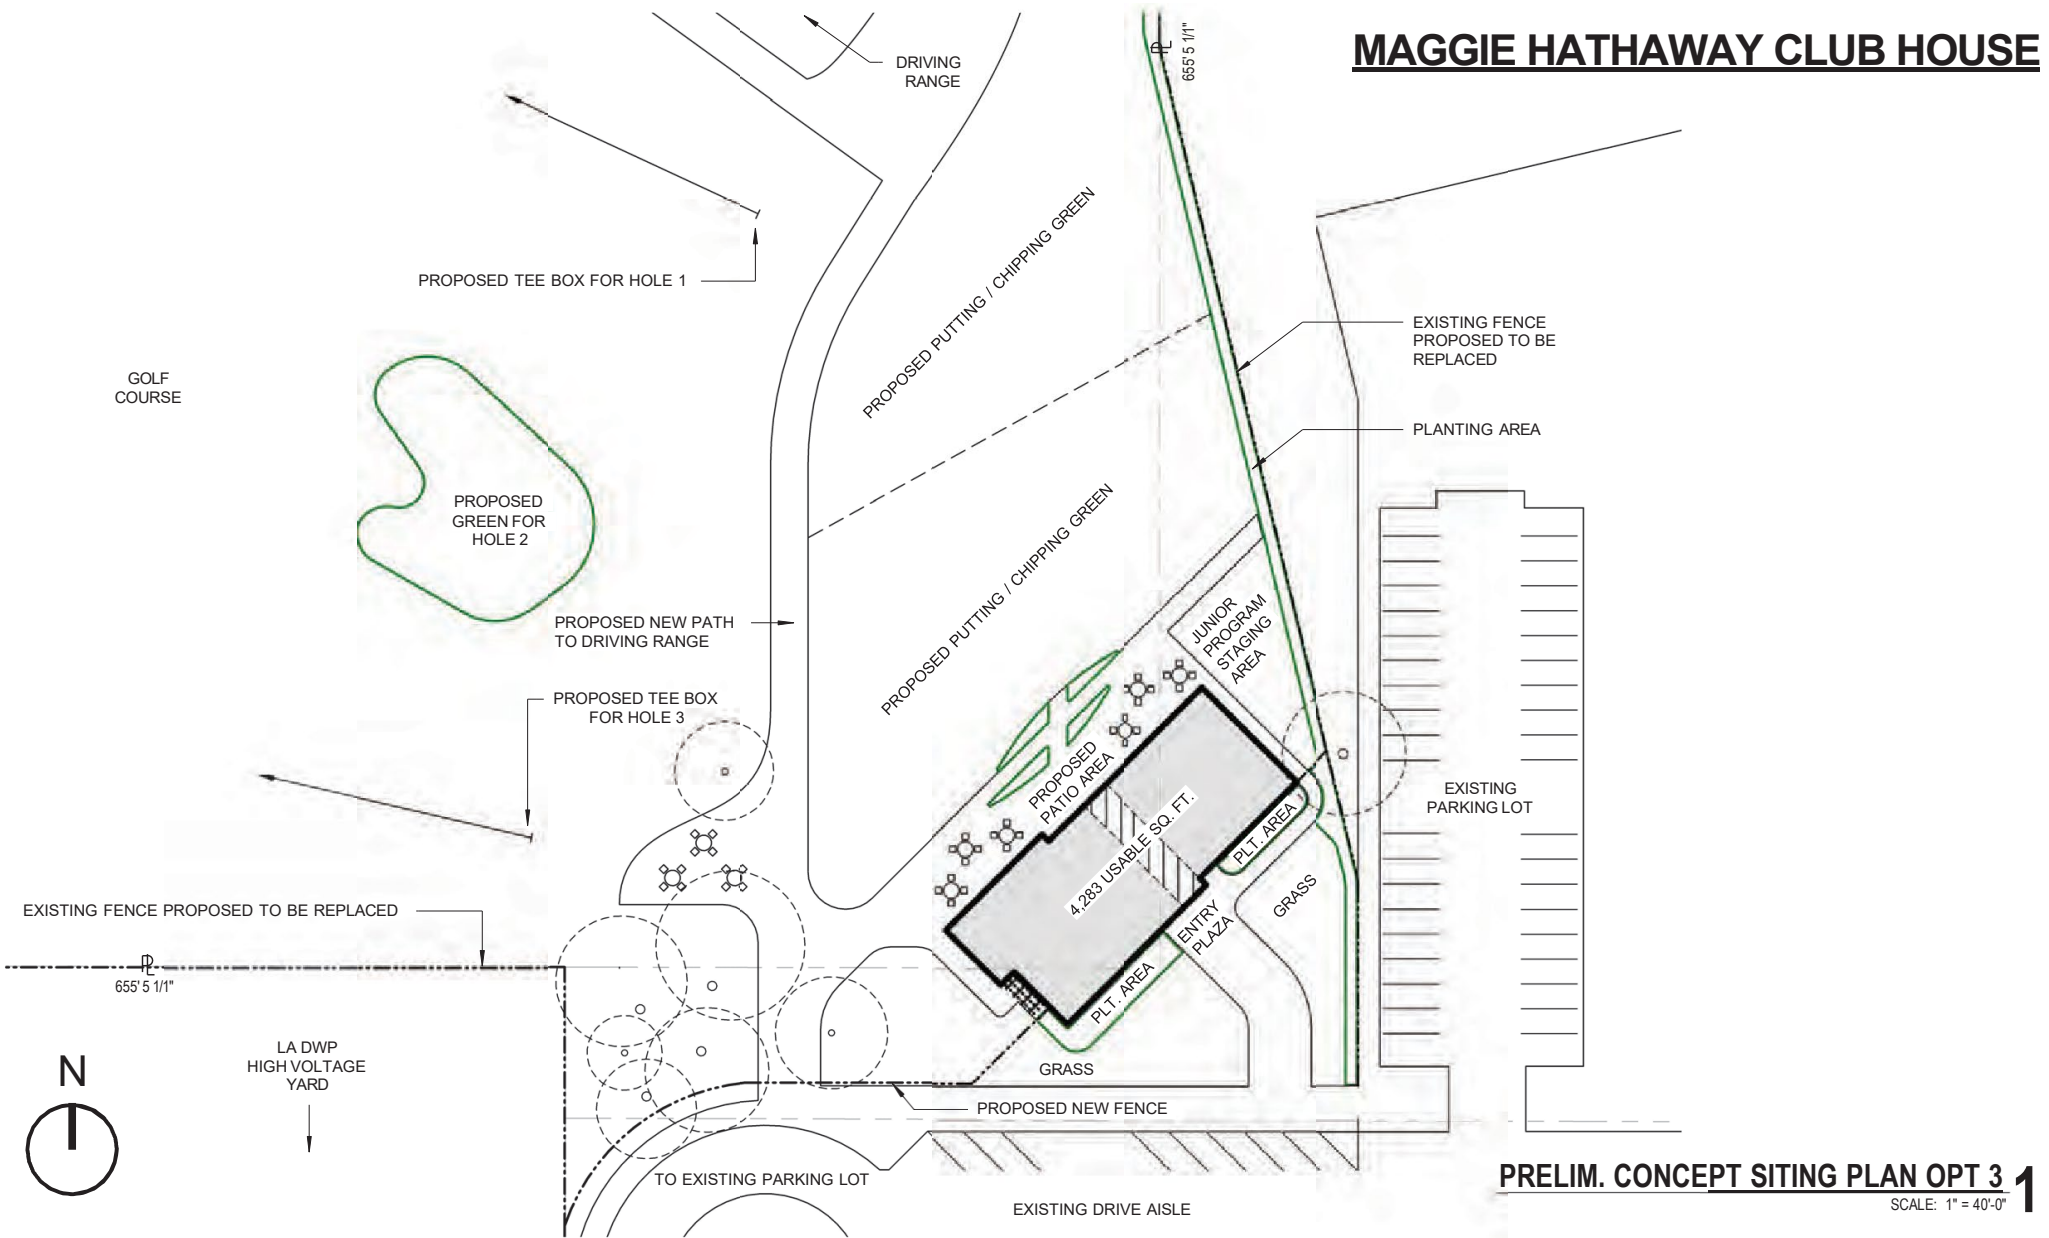 MAGGIE HATHAWAY CLUB HOUSE
DRIVING
RANGE
PL
655' 5 1/1"
PROPOSED TEE BOX FOR HOLE 1
PROPOSED PUTTING / CHIPPING GREEN
EXISTING FENCE
PROPOSED TO BE
REPLACED
GOLF
COURSE
PLANTING AREA
PROPOSED
GREEN FOR
HOLE 2
PROPOSED PUTTING / CHIPPING GREEN
PROPOSED NEW PATH
TO DRIVING RANGE
JUNIOR
PROGRAM
STAGING
AREA
PROPOSED TEE BOX
FOR HOLE 3
PROPOSED
PATIO AREA
EXISTING
PARKING LOT
4,283 USABLE SQ. FT.
PLT. AREA
GRASS
EXISTING FENCE PROPOSED TO BE REPLACED
ENTRY
PLAZA
PL
655' 5 1/1"
PLT. AREA
LA DWP
HIGH VOLTAGE
YARD
N
GRASS
PROPOSED NEW FENCE
TO EXISTING PARKING LOT
EXISTING DRIVE AISLE
PRELIM. CONCEPT SITING PLAN OPT 3 1
SCALE: 1" = 40'-0"